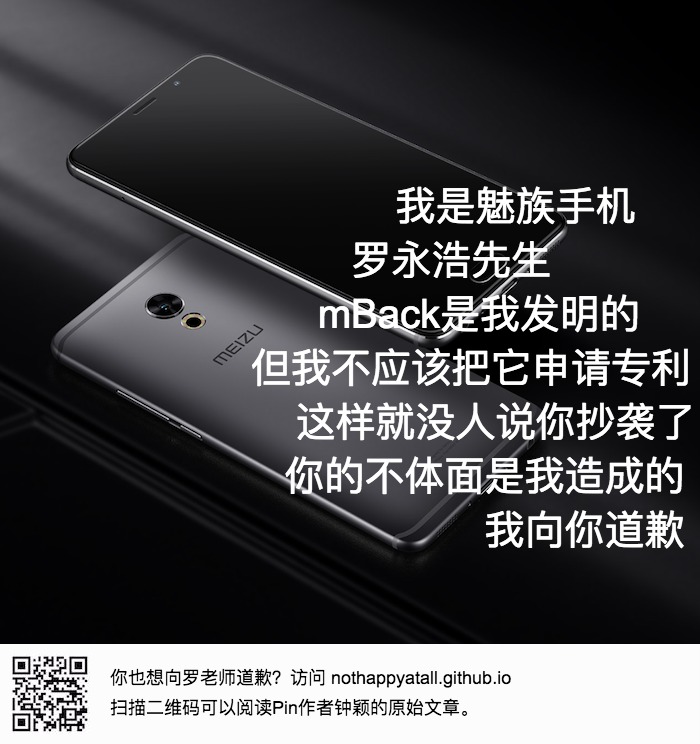 MEIZU
我是魅族手机
罗永浩先生
mBack是我发明的
但我不应该把它申请专利
这样就没人说你抄袭了
你的不体面是我造成的
我向你道歉
你也想向罗老师道歉？访问 nothappyatall.github.io
扫描二维码可以阅读Pin作者钟颖的原始文章。